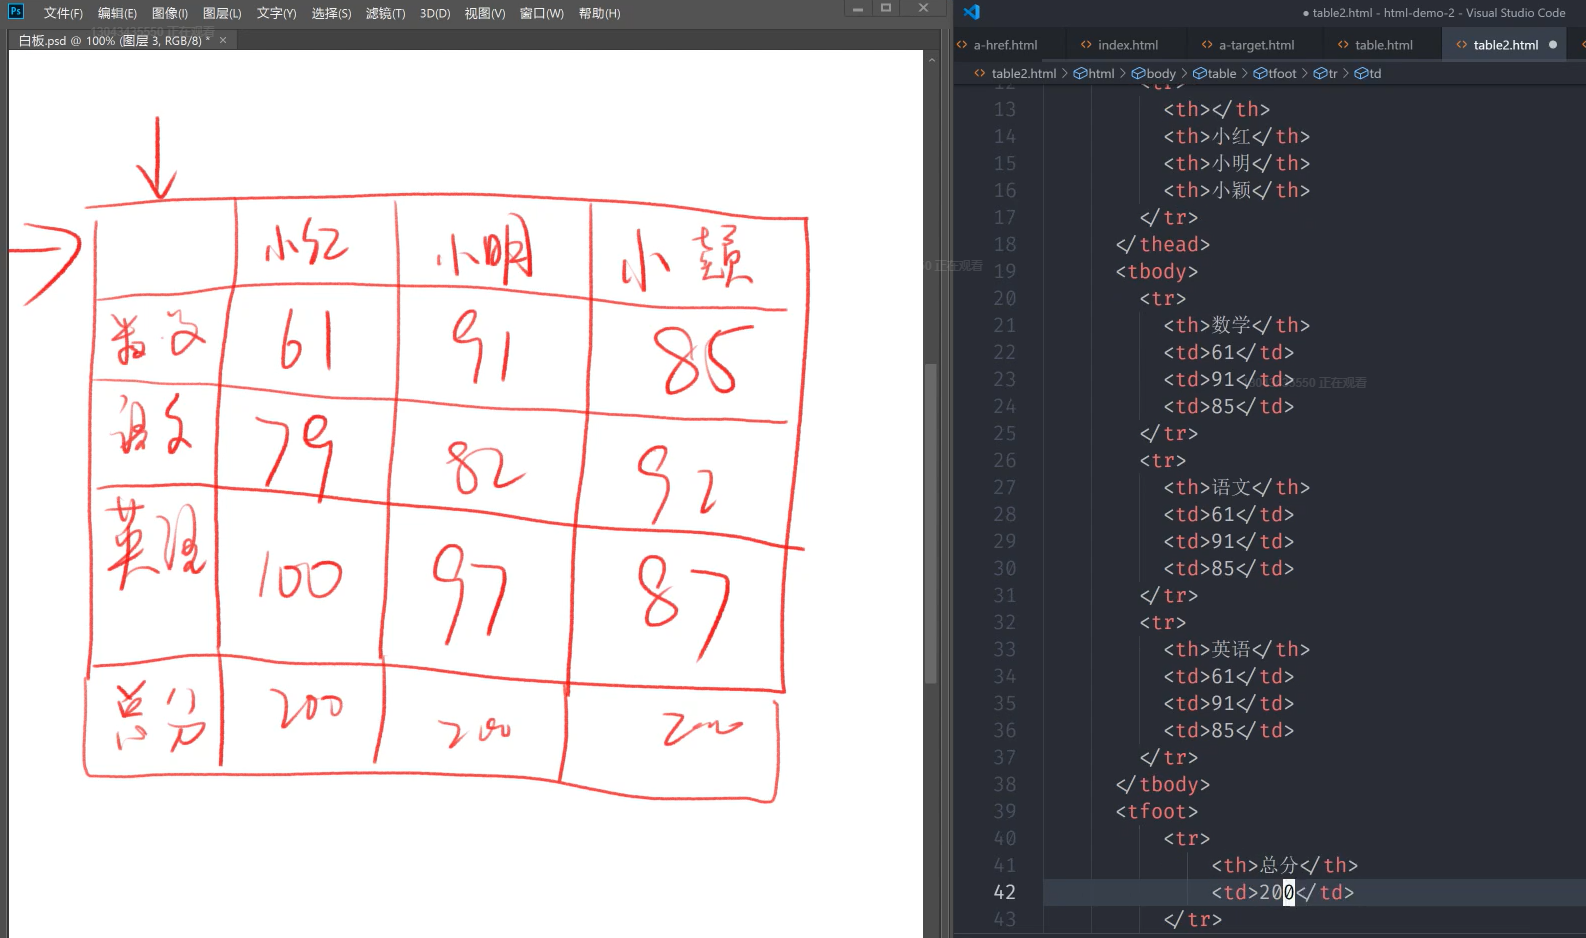 文件(F) 编辑(E) 图像(I) 图层(L) 文字(Y) 选择(S) 滤镜(T) 3D(D) 视图(V) 窗口(W) 帮助(H)
白板.psd @ 100% (图层 3, RGB/8) * ×
小红 小明 小颖
61 91 85
语文 79 82 92
英语 100 97 87
总分 200 200 200
● table2.html - html-demo-2 - Visual Studio Code
a-href.html index.html a-target.html table.html table2.html ●
table2.html > html > body > table > tfoot > tr > td
12 <tr>
13 <th></th>
14 <th>小红</th>
15 <th>小明</th>
16 <th>小颖</th>
17 </tr>
18 </thead>
19 <tbody>
20 <tr>
21 <th>数学</th>
22 <td>61</td>
23 <td>91</td>
24 <td>85</td>
25 </tr>
26 <tr>
27 <th>语文</th>
28 <td>61</td>
29 <td>91</td>
30 <td>85</td>
31 </tr>
32 <tr>
33 <th>英语</th>
34 <td>61</td>
35 <td>91</td>
36 <td>85</td>
37 </tr>
38 </tbody>
39 <tfoot>
40 <tr>
41 <th>总分</th>
42 <td>200</td>
43 </tr>
正在观看